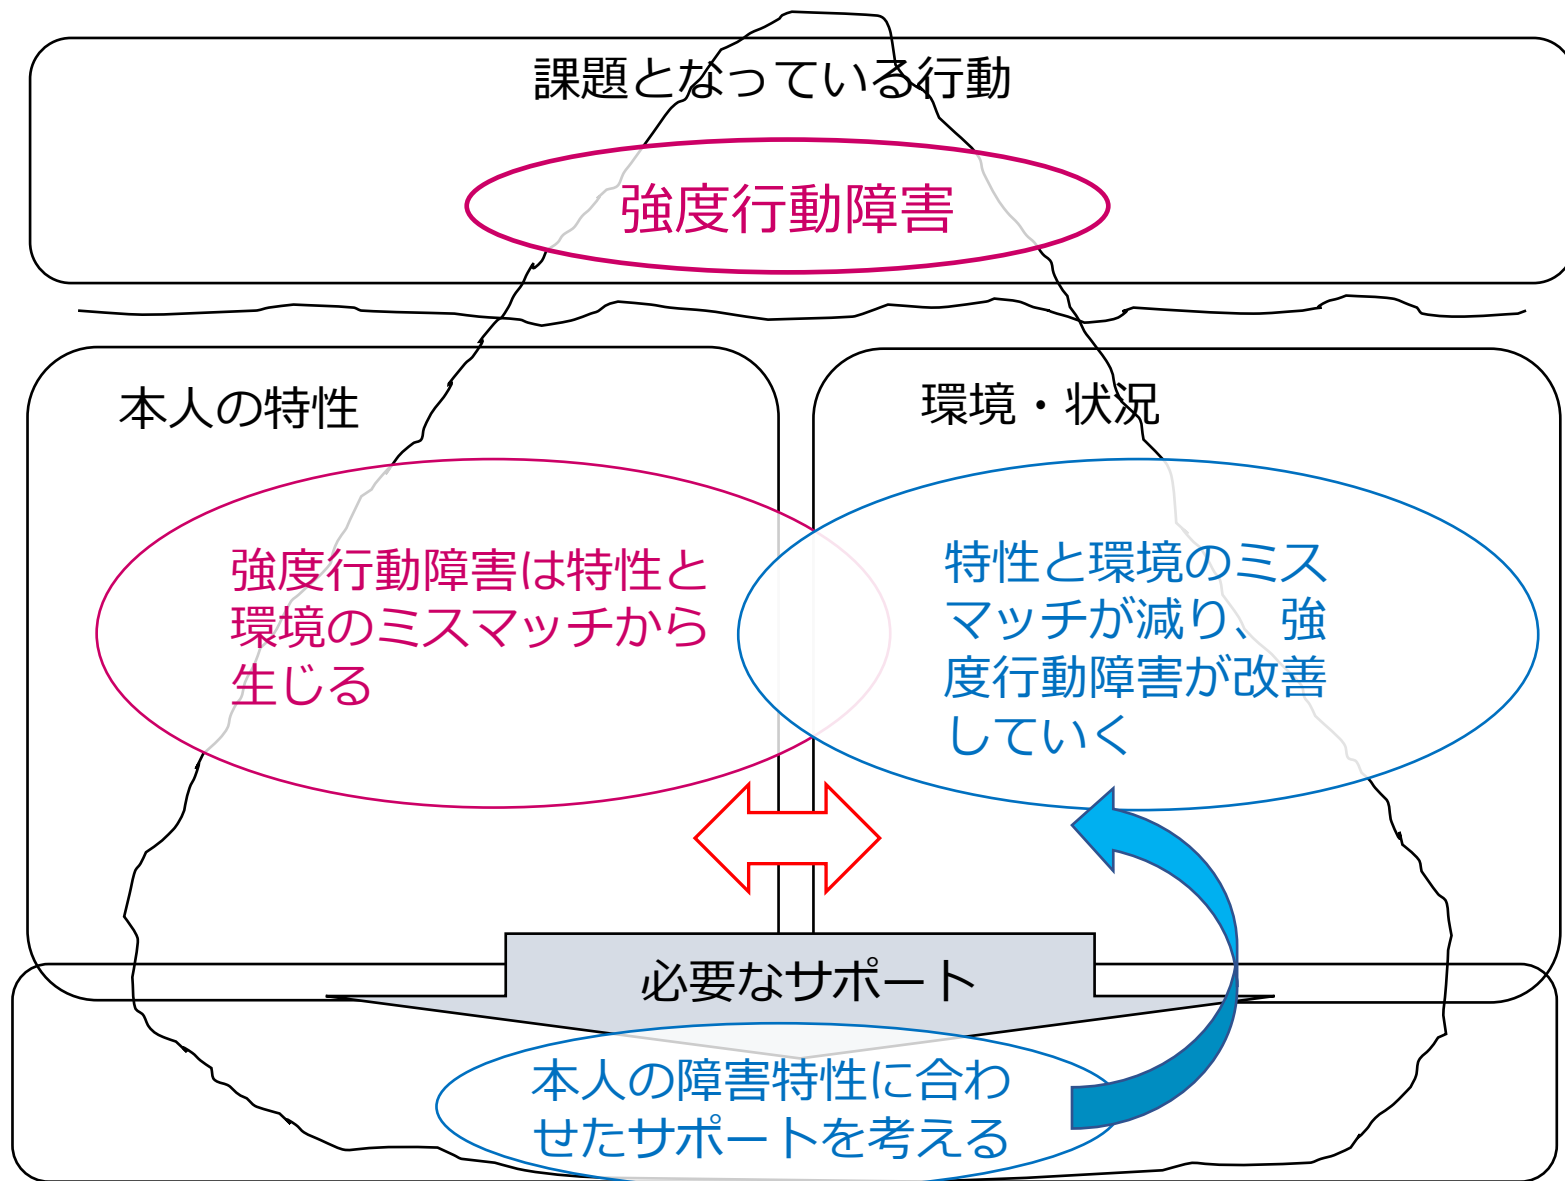 課題となっている行動
強度行動障害
本人の特性
環境・状況
強度行動障害は特性と
環境のミスマッチから
生じる
特性と環境のミス
マッチが減り、強
度行動障害が改善
していく
必要なサポート
本人の障害特性に合わ
せたサポートを考える